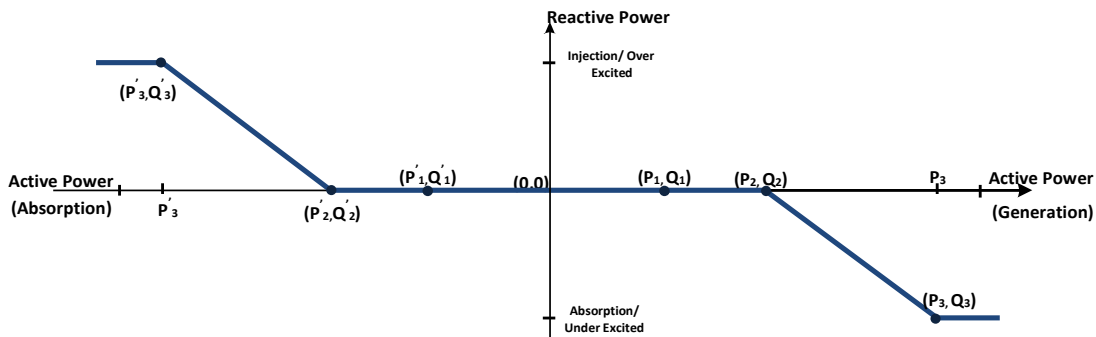 Reactive Power
Injection/ Over
Excited
(P'3,Q'3)
Active Power
(Absorption)
P'3
(P'2,Q'2)
(P'1,Q'1)
(0,0)
(P1,Q1)
(P2,Q2)
P3
Active Power
(Generation)
(P3,Q3)
Absorption/
Under Excited